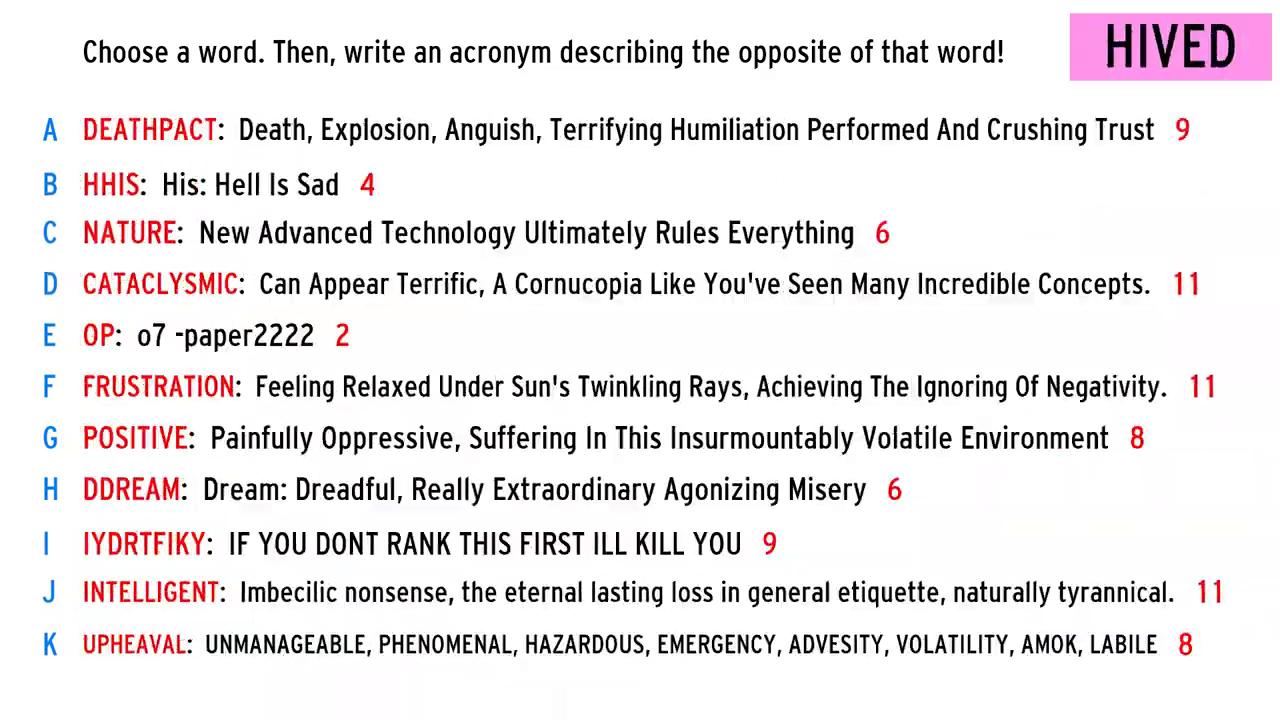 Choose a word. Then, write an acronym describing the opposite of that word!
HIVED
A DEATHPACT: Death, Explosion, Anguish, Terrifying Humiliation Performed And Crushing Trust 9
B HHIS: His: Hell Is Sad 4
C NATURE: New Advanced Technology Ultimately Rules Everything 6
D CATACLYSMIC: Can Appear Terrific, A Cornucopia Like You've Seen Many Incredible Concepts. 11
E OP: o7 -paper2222 2
F FRUSTRATION: Feeling Relaxed Under Sun's Twinkling Rays, Achieving The Ignoring Of Negativity. 11
G POSITIVE: Painfully Oppressive, Suffering In This Insurmountably Volatile Environment 8
H DDREAM: Dream: Dreadful, Really Extraordinary Agonizing Misery 6
I IYDRTFIKY: IF YOU DONT RANK THIS FIRST ILL KILL YOU 9
J INTELLIGENT: Imbecilic nonsense, the eternal lasting loss in general etiquette, naturally tyrannical. 11
K UPHEAVAL: UNMANAGEABLE, PHENOMENAL, HAZARDOUS, EMERGENCY, ADVESITY, VOLATILITY, AMOK, LABILE 8